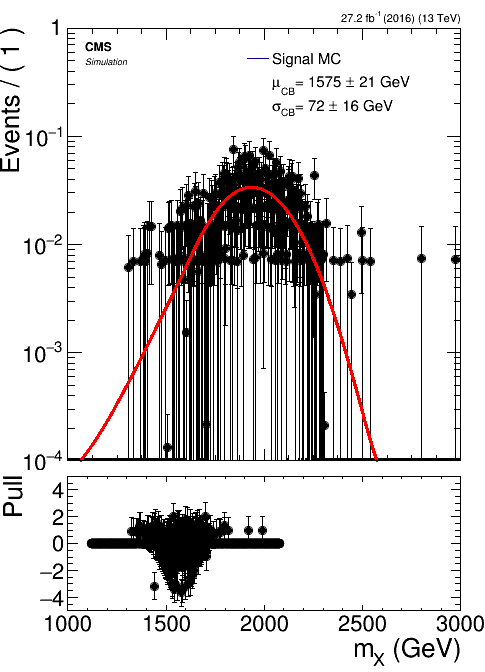 27.2 fb⁻¹ (2016) (13 TeV)
CMS
Simulation
Signal MC
μ_CB= 1575 ± 21 GeV
σ_CB= 72 ± 16 GeV
Events / ( 1 )
1
10⁻¹
10⁻²
10⁻³
10⁻⁴
Pull
4
2
0
−2
−4
1000 1500 2000 2500 3000
m_X (GeV)